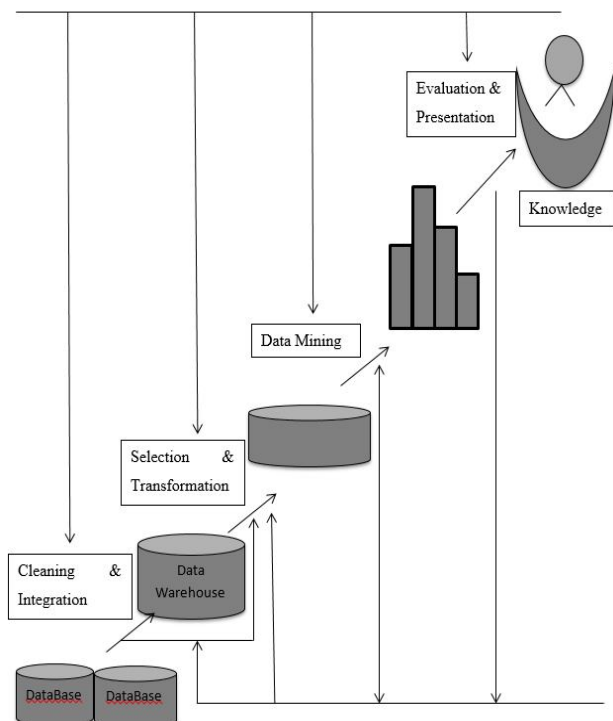 Evaluation &
Presentation
Knowledge
Data Mining
Selection &
Transformation
Cleaning &
Integration
Data
Warehouse
DataBase
DataBase